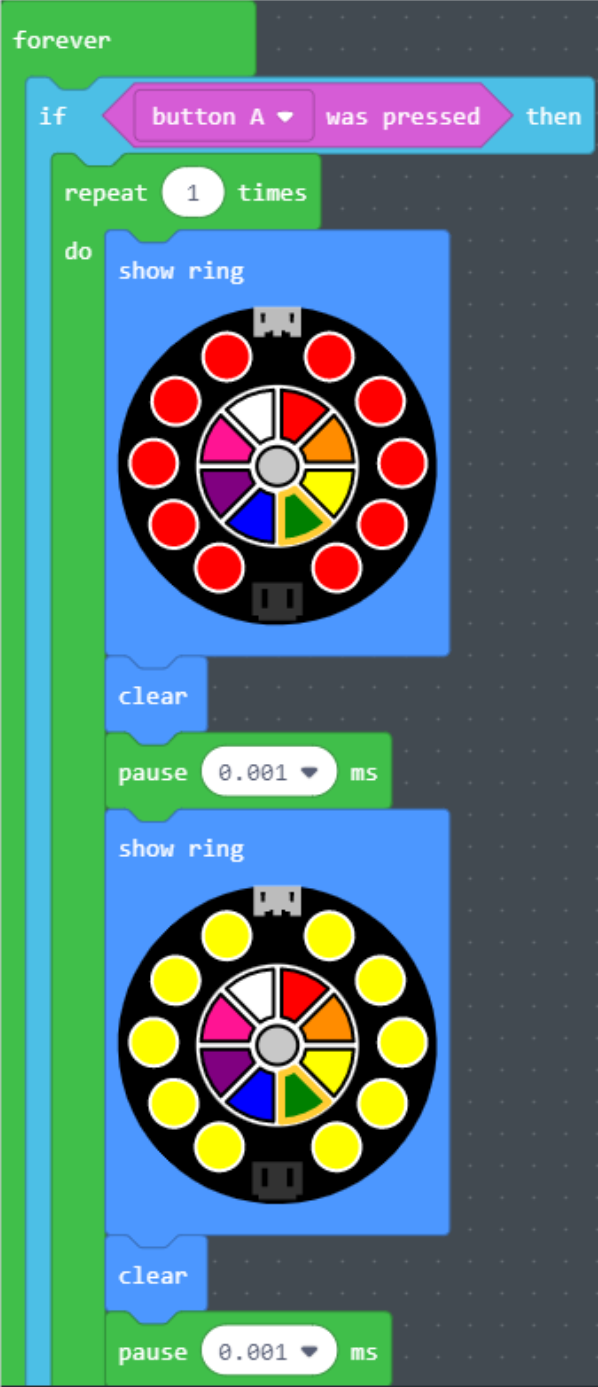 forever
if button A was pressed then
repeat 1 times
do
show ring
clear
pause 0.001 ms
show ring
clear
pause 0.001 ms